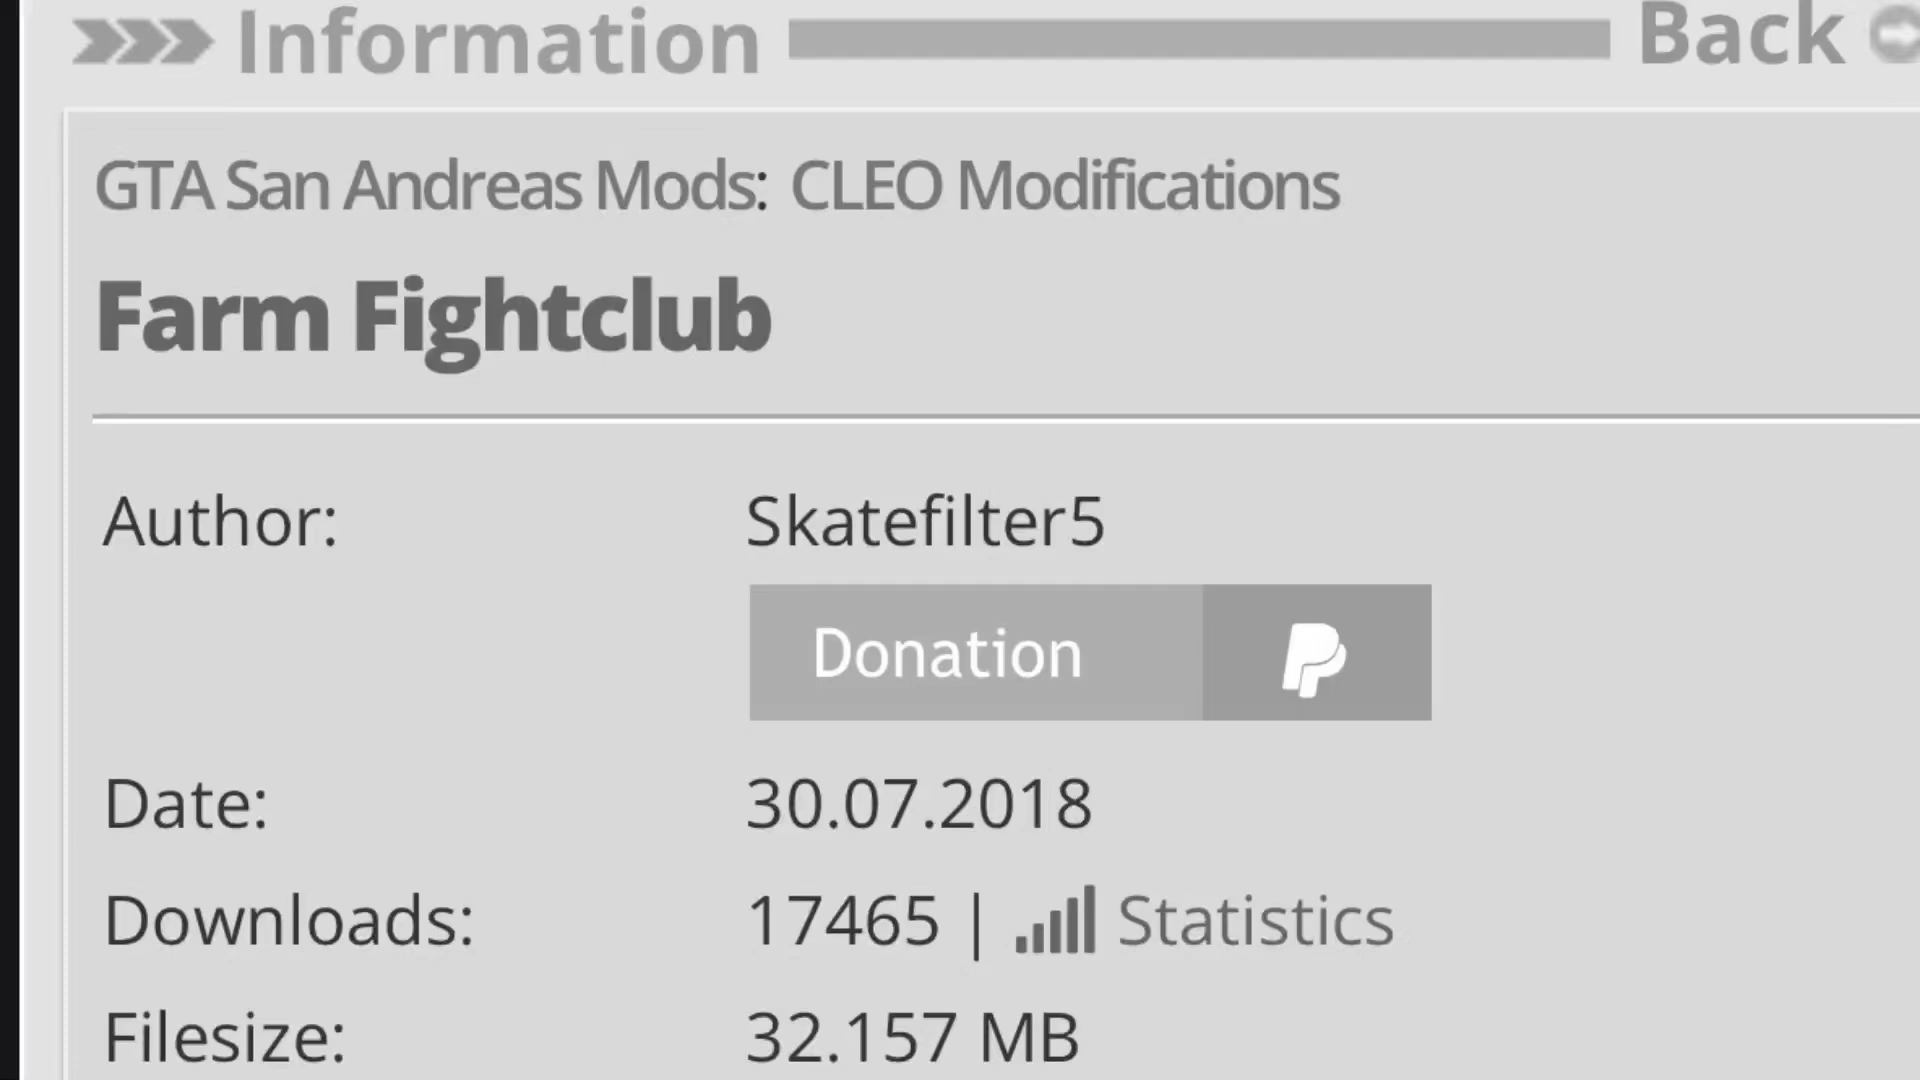 Information Back
GTA San Andreas Mods: CLEO Modifications
Farm Fightclub
Author: Skatefilter5
Donation
Date: 30.07.2018
Downloads: 17465 | Statistics
Filesize: 32.157 MB